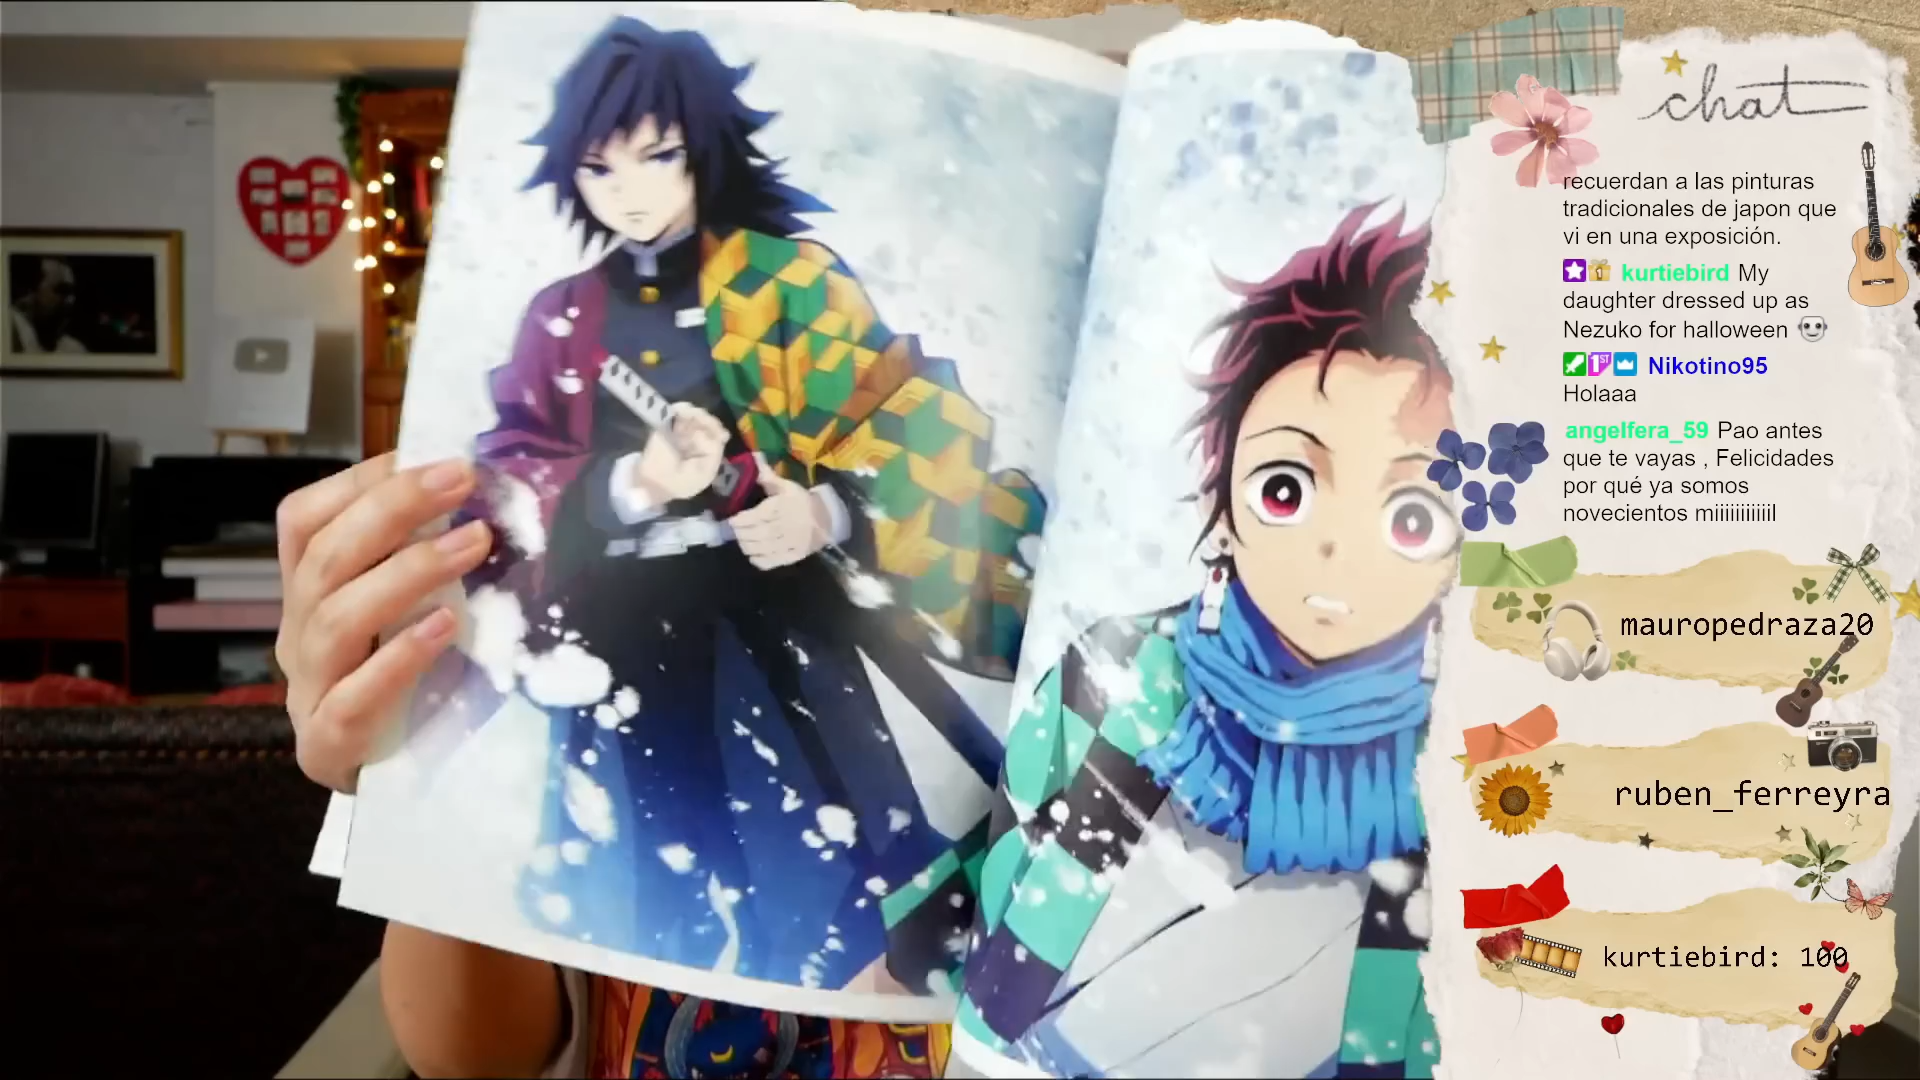 chat
recuerdan a las pinturas
tradicionales de japon que
vi en una exposición.
kurtiebird My
daughter dressed up as
Nezuko for halloween
1ST Nikotino95
Holaaa
angelfera_59 Pao antes
que te vayas , Felicidades
por qué ya somos
novecientos miiiiiiiiiiiil
mauropedraza20
ruben_ferreyra
kurtiebird: 100